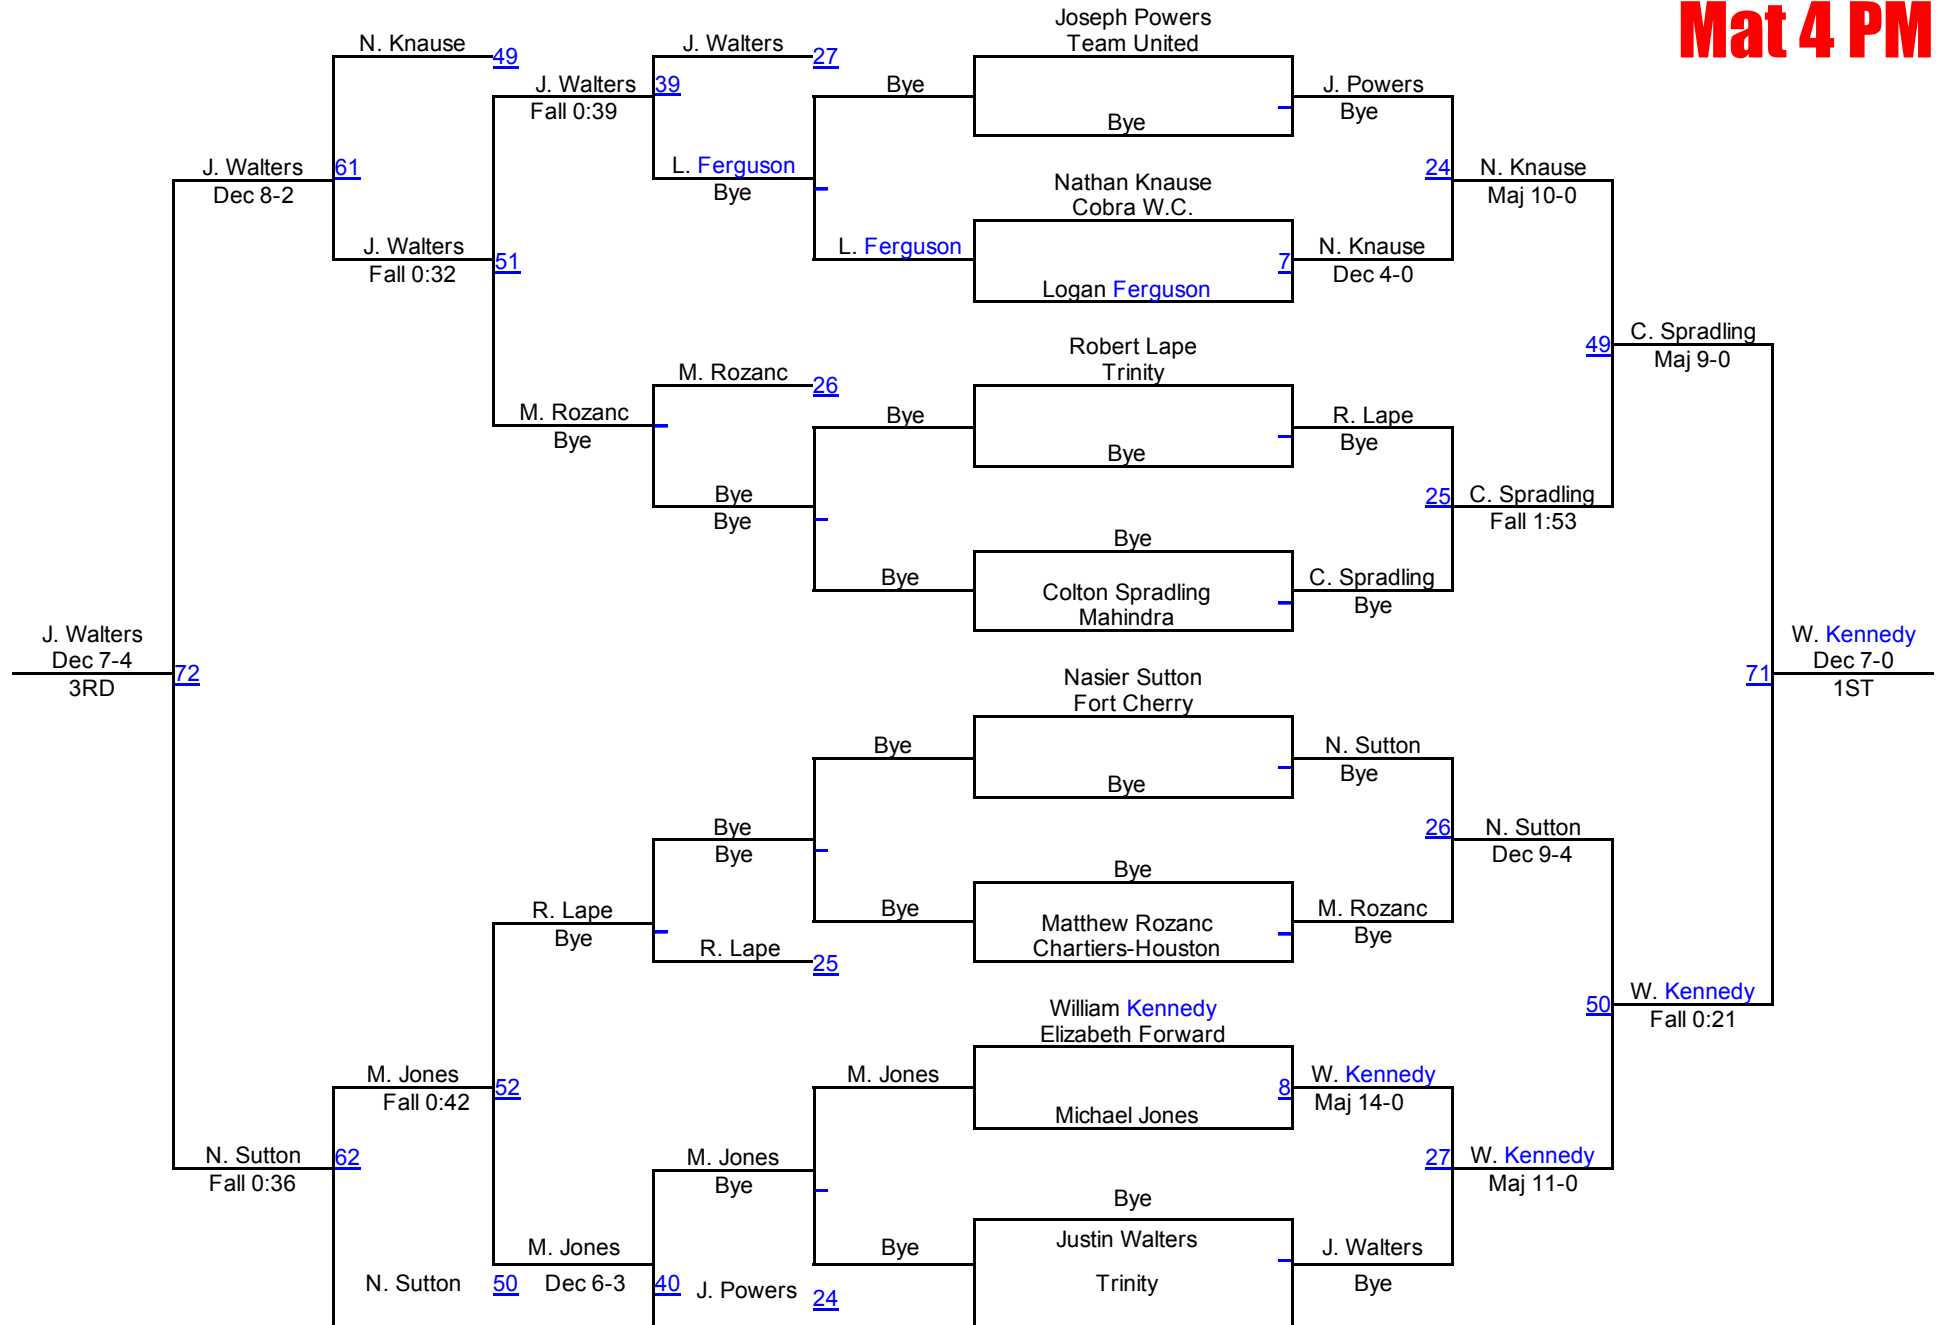 Mat 4 PM
Joseph Powers
Team United
N. Knause
49
J. Walters
27
J. Walters
39
Fall 0:39
Bye
J. Powers
Bye
Bye
J. Walters
61
Dec 8-2
L. Ferguson
Bye
24
N. Knause
Maj 10-0
Nathan Knause
Cobra W.C.
J. Walters
51
Fall 0:32
L. Ferguson
7
N. Knause
Dec 4-0
Logan Ferguson
Robert Lape
Trinity
49
C. Spradling
Maj 9-0
M. Rozanc
26
M. Rozanc
Bye
Bye
R. Lape
Bye
Bye
Bye
Bye
25
C. Spradling
Fall 1:53
Bye
Bye
Colton Spradling
Mahindra
C. Spradling
Bye
J. Walters
Dec 7-4
3RD
72
W. Kennedy
Dec 7-0
1ST
71
Nasier Sutton
Fort Cherry
Bye
N. Sutton
Bye
Bye
Bye
Bye
26
N. Sutton
Dec 9-4
Bye
R. Lape
Bye
Bye
Matthew Rozanc
Chartiers-Houston
M. Rozanc
Bye
R. Lape
25
50
W. Kennedy
Fall 0:21
William Kennedy
Elizabeth Forward
M. Jones
52
Fall 0:42
M. Jones
8
W. Kennedy
Maj 14-0
Michael Jones
N. Sutton
62
Fall 0:36
M. Jones
Bye
27
W. Kennedy
Maj 11-0
Bye
M. Jones
Bye
Justin Walters
J. Walters
N. Sutton
50
Dec 6-3
40
J. Powers
24
Trinity
Bye